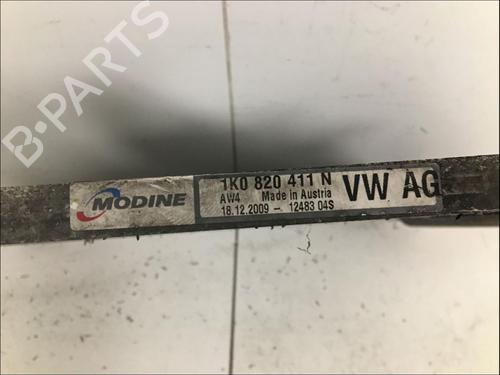 B-PARTS
MODINE
1K0 820 411 N
AW4 Made in Austria
18.12.2009 - 12483 04S
VW AG